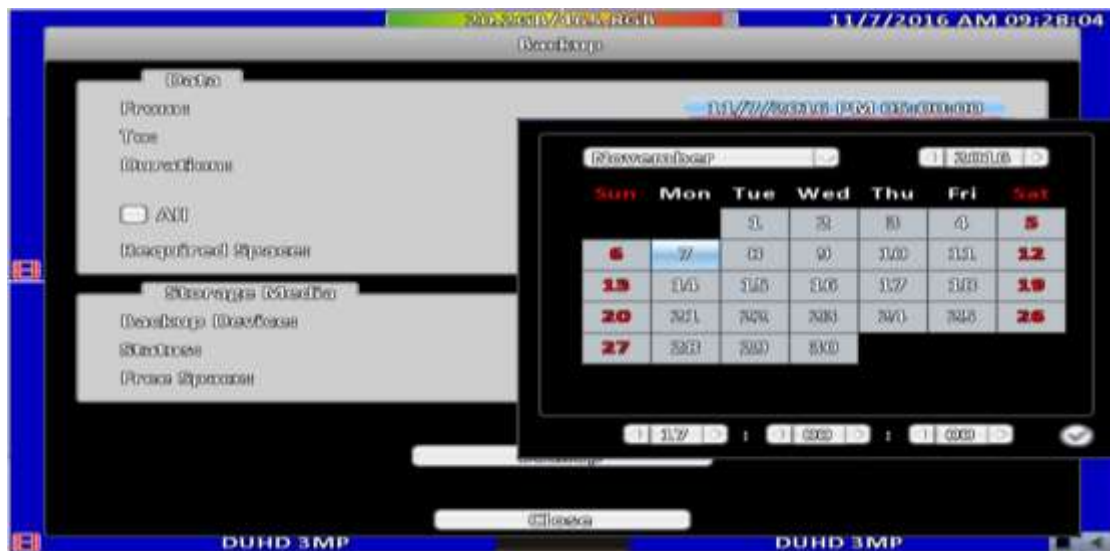 11/7/2016 AM 09:28:04
Backup
Data
From:
11/7/2016 PM 05:00:00
To:
Duration:
All
Required Space:
Storage Media
Backup Device:
Status:
Free Space:
November
2016
Sun Mon Tue Wed Thu Fri Sat
1 2 3 4 5
6 7 8 9 10 11 12
13 14 15 16 17 18 19
20 21 22 23 24 25 26
27 28 29 30
17 : 00 : 00
Close
DUHD 3MP
DUHD 3MP